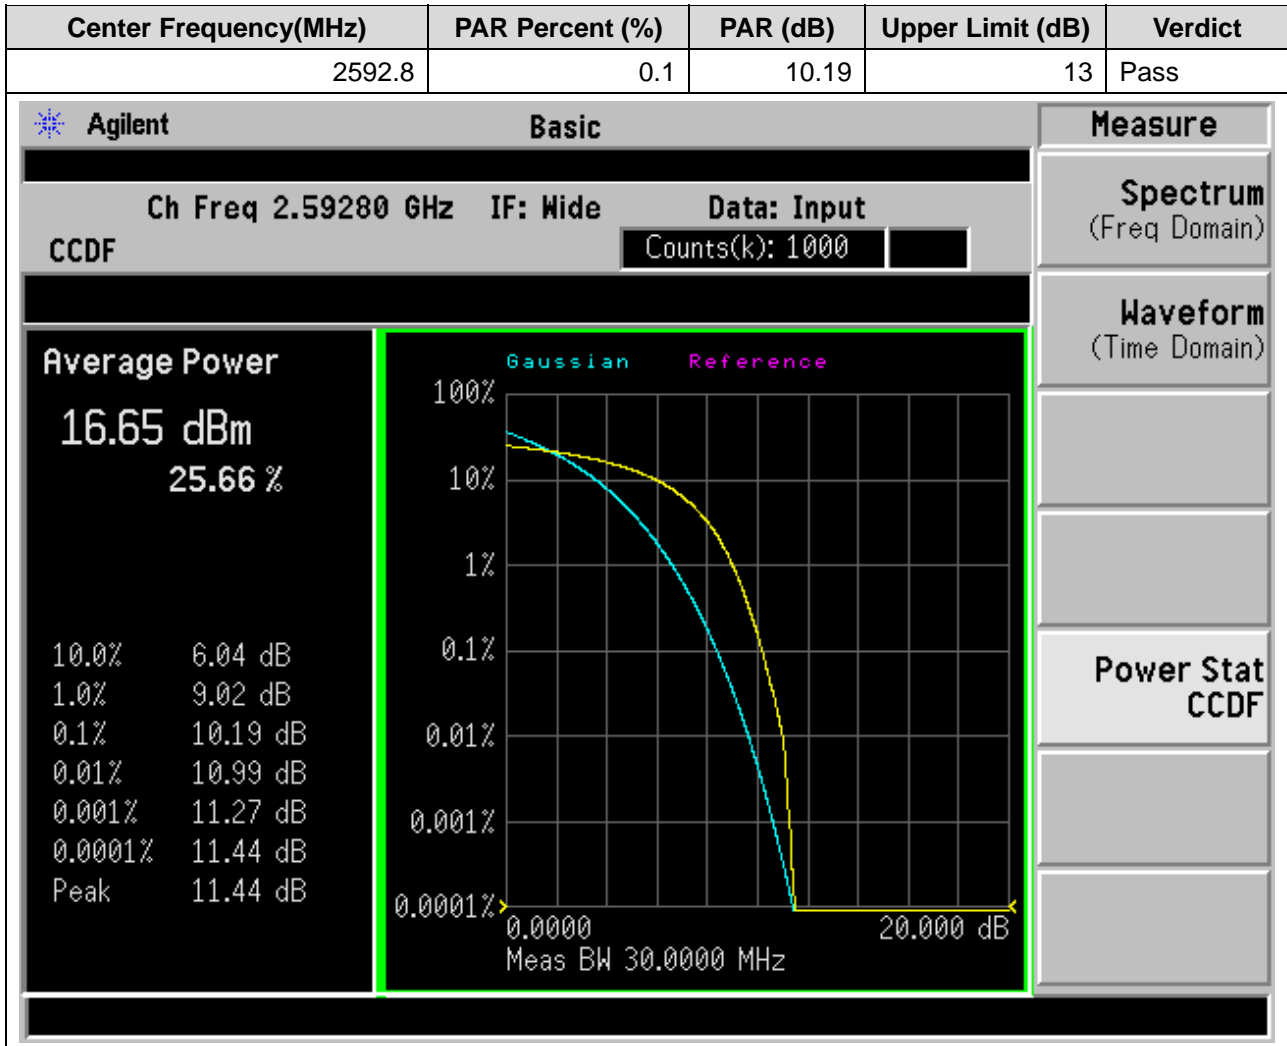 Center Frequency(MHz) PAR Percent (%) PAR (dB) Upper Limit (dB) Verdict
2592.8 0.1 10.19 13 Pass
Agilent Basic Measure
Ch Freq 2.59280 GHz IF: Wide Data: Input
CCDF Counts(k): 1000
Spectrum
(Freq Domain)
Waveform
(Time Domain)
Power Stat
CCDF
Average Power
16.65 dBm
25.66 %
10.0% 6.04 dB
1.0% 9.02 dB
0.1% 10.19 dB
0.01% 10.99 dB
0.001% 11.27 dB
0.0001% 11.44 dB
Peak 11.44 dB
Gaussian Reference
100%
10%
1%
0.1%
0.01%
0.001%
0.0001%
0.0000 20.000 dB
Meas BW 30.0000 MHz